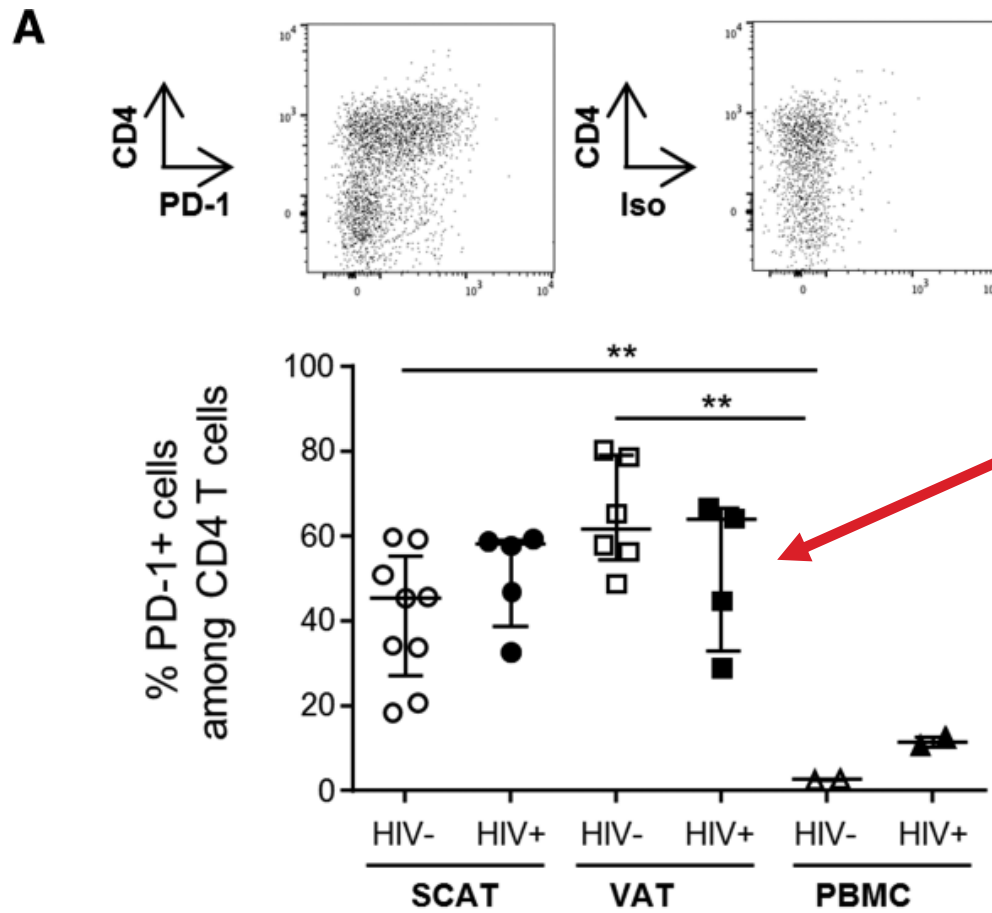 A
10⁴
10³
0
CD4
PD-1
0
10³
10⁴
10⁴
10³
0
CD4
Iso
0
10³
10
% PD-1+ cells
among CD4 T cells
100
80
60
40
20
0
**
**
HIV- HIV+ HIV- HIV+ HIV- HIV+
SCAT VAT PBMC